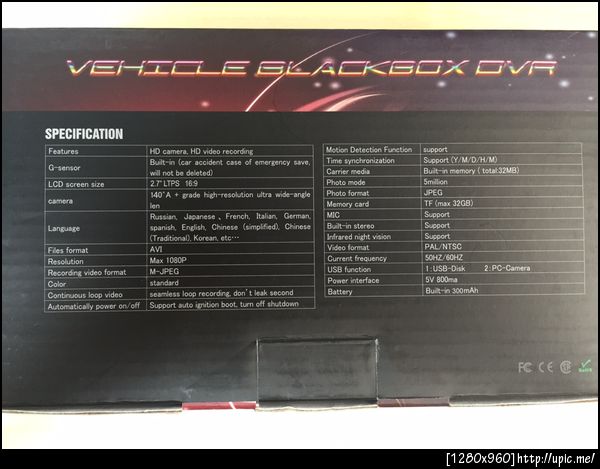 VEHICLE BLACKBOX DVR
SPECIFICATION
Features HD camera, HD video recording
G-sensor Built-in (car accident case of emergency save,
will not be deleted)
LCD screen size 2.7" LTPS 16:9
camera 140°A + grade high-resolution ultra wide-angle
len
Language Russian, Japanese、French, Italian, German,
spanish, English, Chinese (simplified), Chinese
(Traditional), Korean, etc…
Files format AVI
Resolution Max 1080P
Recording video format M-JPEG
Color standard
Continuous loop video seamless loop recording, don't leak second
Automatically power on/off Support auto ignition boot, turn off shutdown
Motion Detection Function support
Time synchronization Support (Y/M/D/H/M)
Carrier media Built-in memory ( total:32MB)
Photo mode 5million
Photo format JPEG
Memory card TF (max 32GB)
MIC Support
Built-in stereo Support
Infrared night vision Support
Video format PAL/NTSC
Current frequency 50HZ/60HZ
USB function 1:USB-Disk 2:PC-Camera
Power interface 5V 800ma
Battery Built-in 300mAh
FC CE RoHS
[1280x960]http://upic.me/